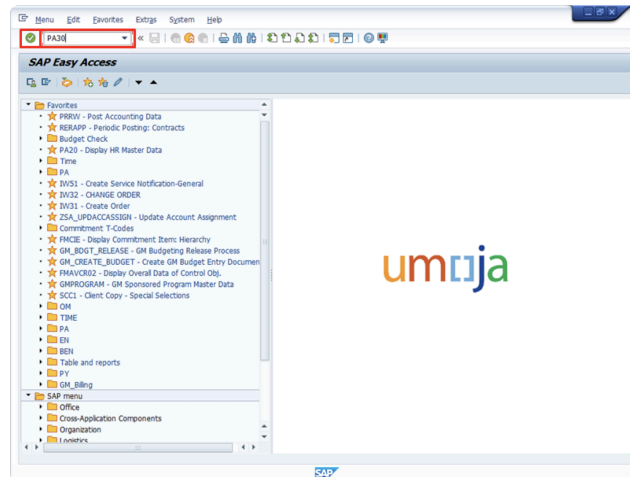 Menu Edit Favorites Extras System Help
PA30
SAP Easy Access
Favorites
PRRW - Post Accounting Data
RERAPP - Periodic Posting: Contracts
Budget Check
PA20 - Display HR Master Data
Time
PA
IW51 - Create Service Notification-General
IW32 - CHANGE ORDER
IW31 - Create Order
ZSA_UPDACCASSIGN - Update Account Assignment
Commitment T-Codes
FMCIE - Display Commitment Item: Hierarchy
GM_BDGT_RELEASE - GM Budgeting Release Process
GM_CREATE_BUDGET - Create GM Budget Entry Documen
FMAVCR02 - Display Overall Data of Control Obj.
GMPROGRAM - GM Sponsored Program Master Data
SCC1 - Client Copy - Special Selections
OM
TIME
PA
EN
BEN
Table and reports
PY
GM_Billing
SAP menu
Office
Cross-Application Components
Organization
Logistics
umoja
SAP